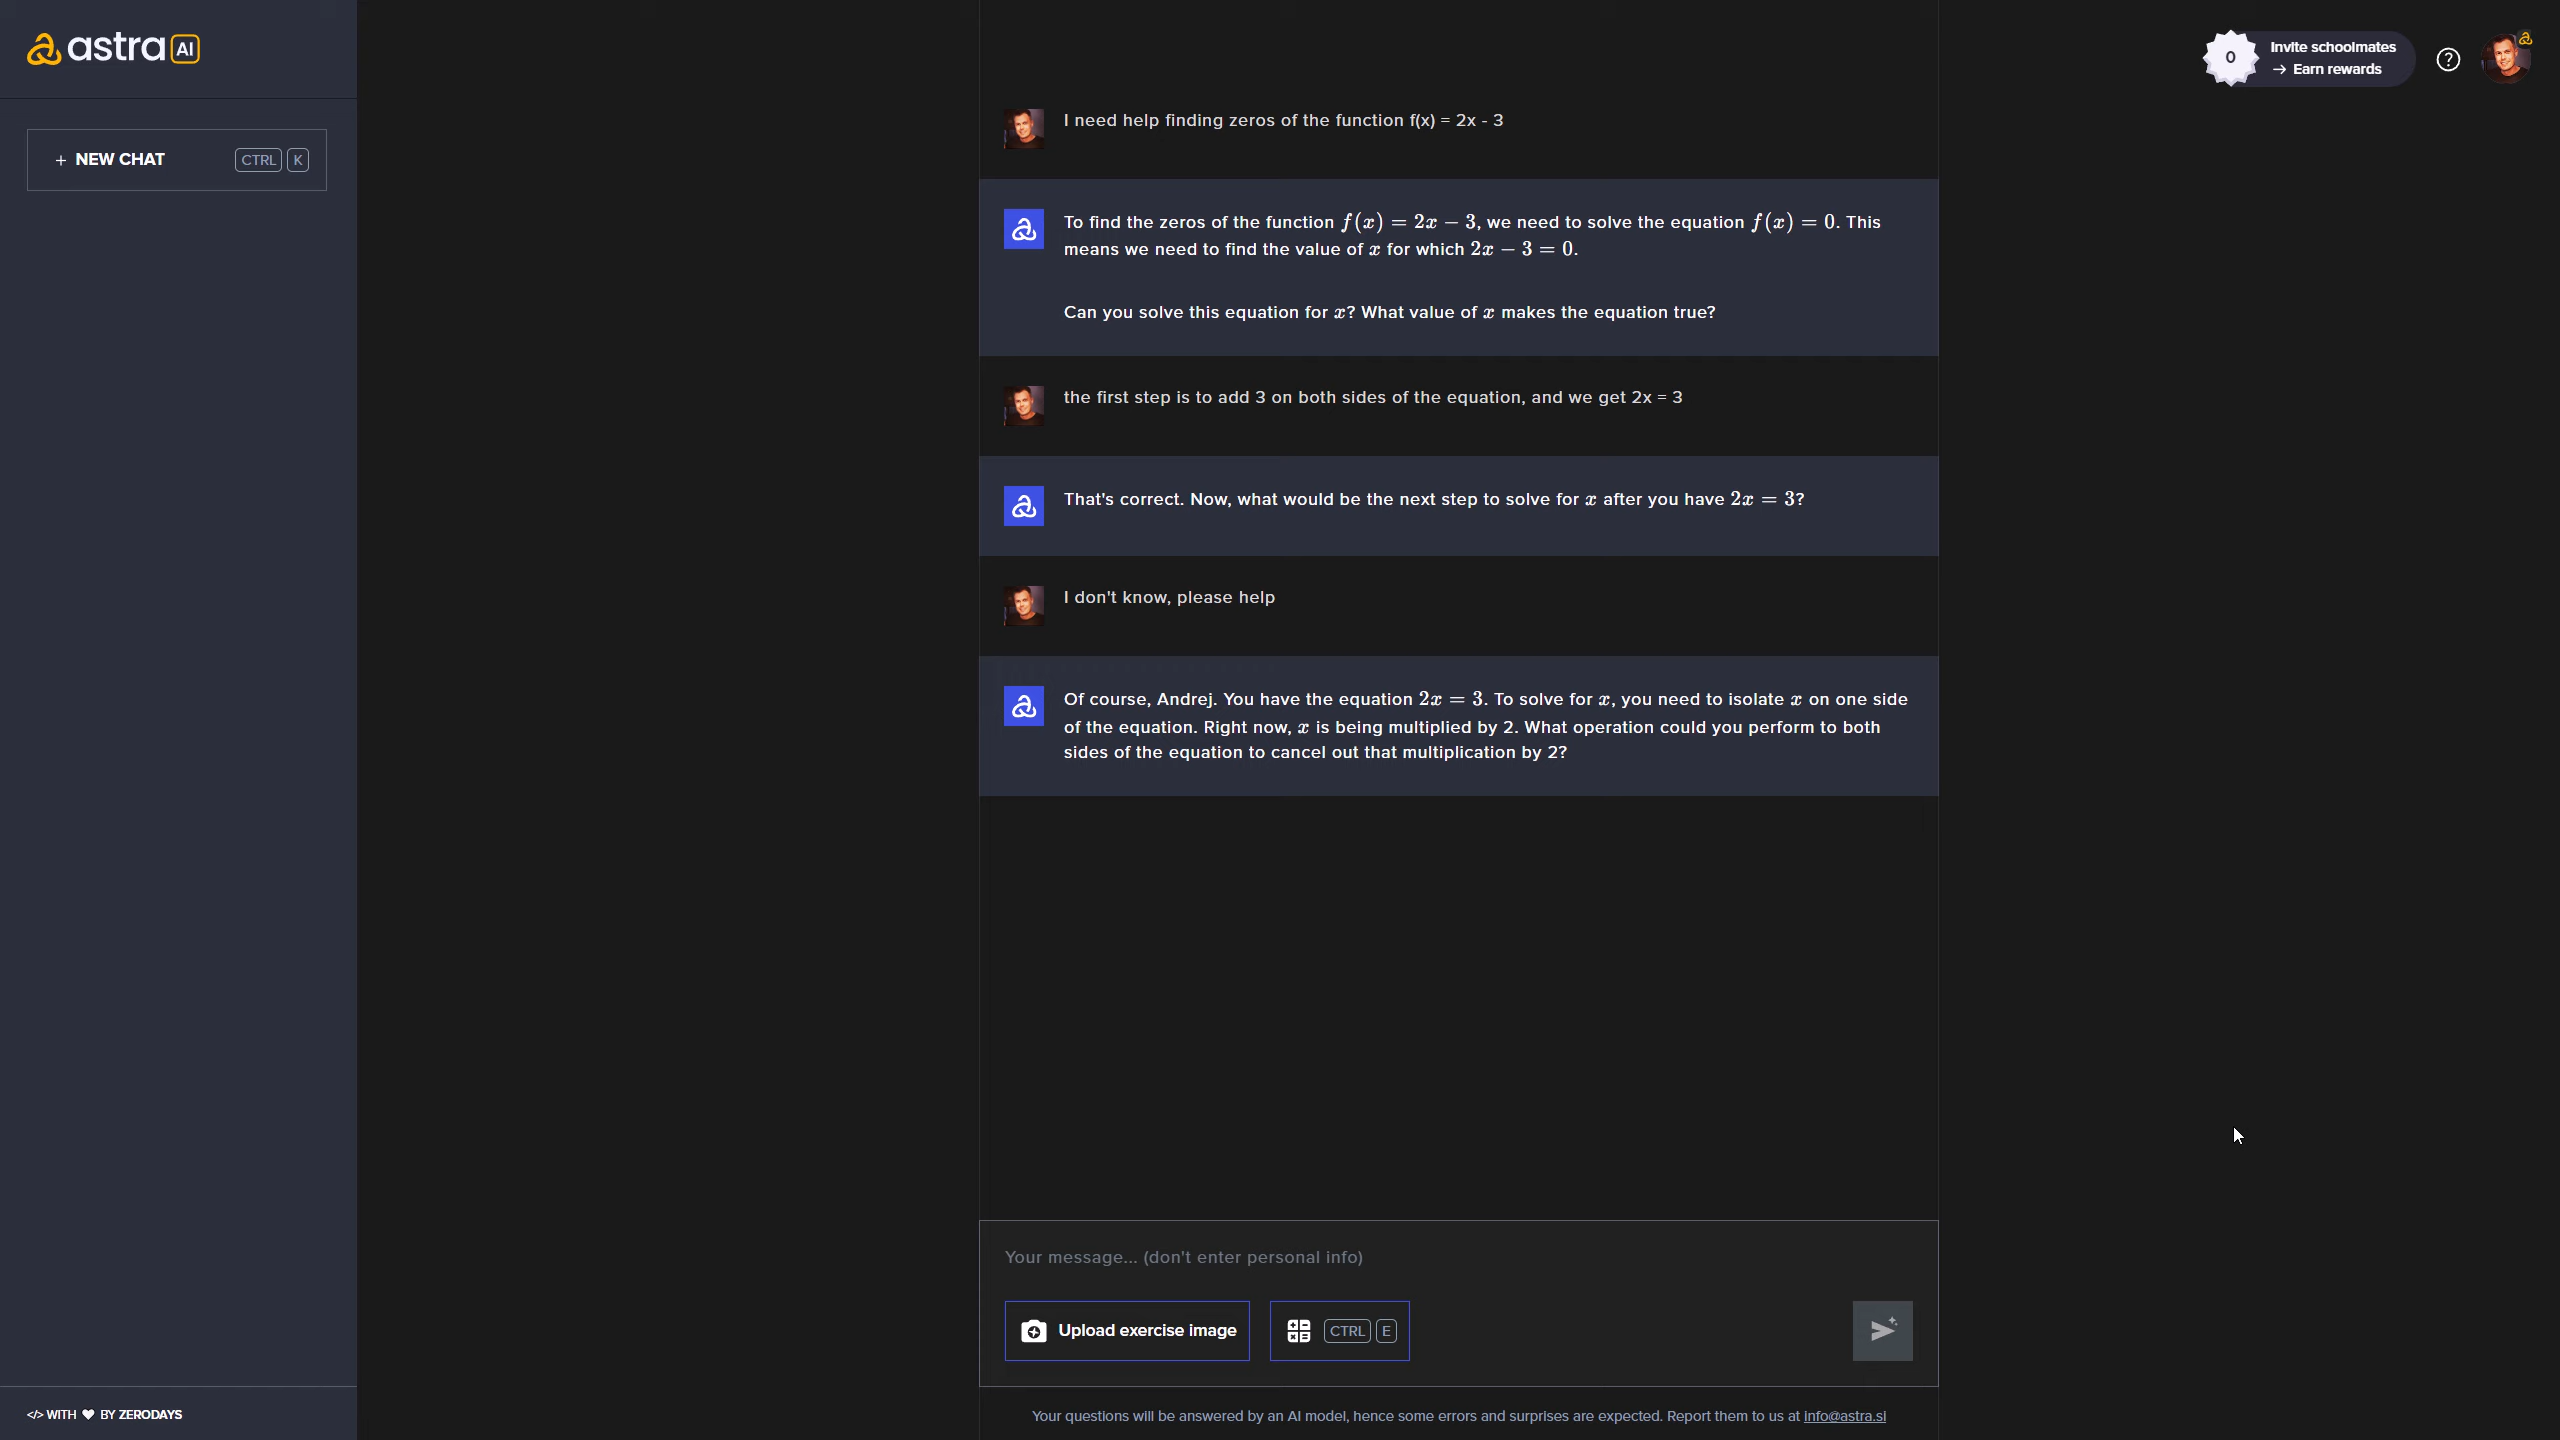 astra AI
+ NEW CHAT CTRL K
0
Invite schoolmates
→ Earn rewards
?
I need help finding zeros of the function f(x) = 2x - 3
To find the zeros of the function f(x) = 2x − 3, we need to solve the equation f(x) = 0. This
means we need to find the value of x for which 2x − 3 = 0.
Can you solve this equation for x? What value of x makes the equation true?
the first step is to add 3 on both sides of the equation, and we get 2x = 3
That's correct. Now, what would be the next step to solve for x after you have 2x = 3?
I don't know, please help
Of course, Andrej. You have the equation 2x = 3. To solve for x, you need to isolate x on one side
of the equation. Right now, x is being multiplied by 2. What operation could you perform to both
sides of the equation to cancel out that multiplication by 2?
Your message... (don't enter personal info)
Upload exercise image CTRL E
</> WITH ♥ BY ZERODAYS
Your questions will be answered by an AI model, hence some errors and surprises are expected. Report them to us at info@astra.si